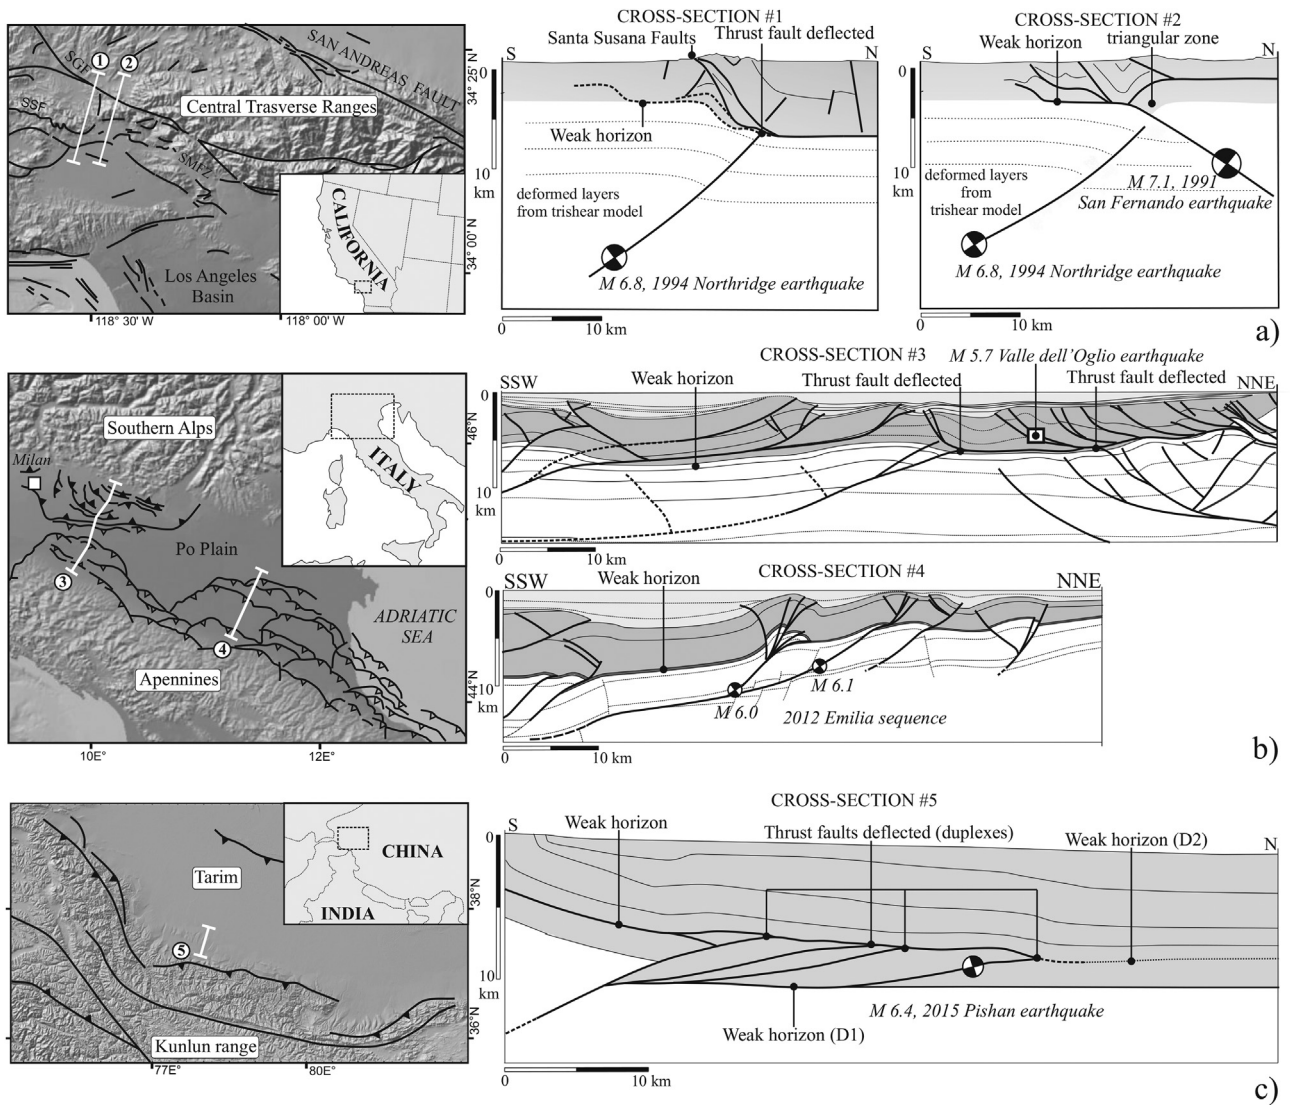 CROSS-SECTION #1
CROSS-SECTION #2
S
Santa Susana Faults
Thrust fault deflected
N
S
Weak horizon
triangular zone
N
1
2
SGF
SAN ANDREAS FAULT
SSF
Central Trasverse Ranges
SMFZ
CALIFORNIA
Los Angeles
Basin
34° 25' N
34° 00' N
118° 30' W
118° 00' W
0
10
km
Weak horizon
deformed layers
from trishear model
M 6.8, 1994 Northridge earthquake
0
10 km
0
10
km
deformed layers
from
trishear model
M 7.1, 1991
San Fernando earthquake
M 6.8, 1994 Northridge earthquake
0
10 km
a)
CROSS-SECTION #3
M 5.7 Valle dell'Oglio earthquake
SSW
Weak horizon
Thrust fault deflected
Thrust fault deflected
NNE
0
10
km
0
10 km
Southern Alps
Milan
ITALY
Po Plain
3
4
ADRIATIC
SEA
Apennines
46°N
44°N
10E°
12E°
SSW
Weak horizon
CROSS-SECTION #4
NNE
0
10
km
M 6.0
M 6.1
2012 Emilia sequence
0
10 km
b)
CROSS-SECTION #5
S
Weak horizon
Thrust faults deflected (duplexes)
Weak horizon (D2)
N
0
10
km
Tarim
CHINA
INDIA
5
Kunlun range
38°N
36°N
77E°
80E°
M 6.4, 2015 Pishan earthquake
Weak horizon (D1)
0
10 km
c)